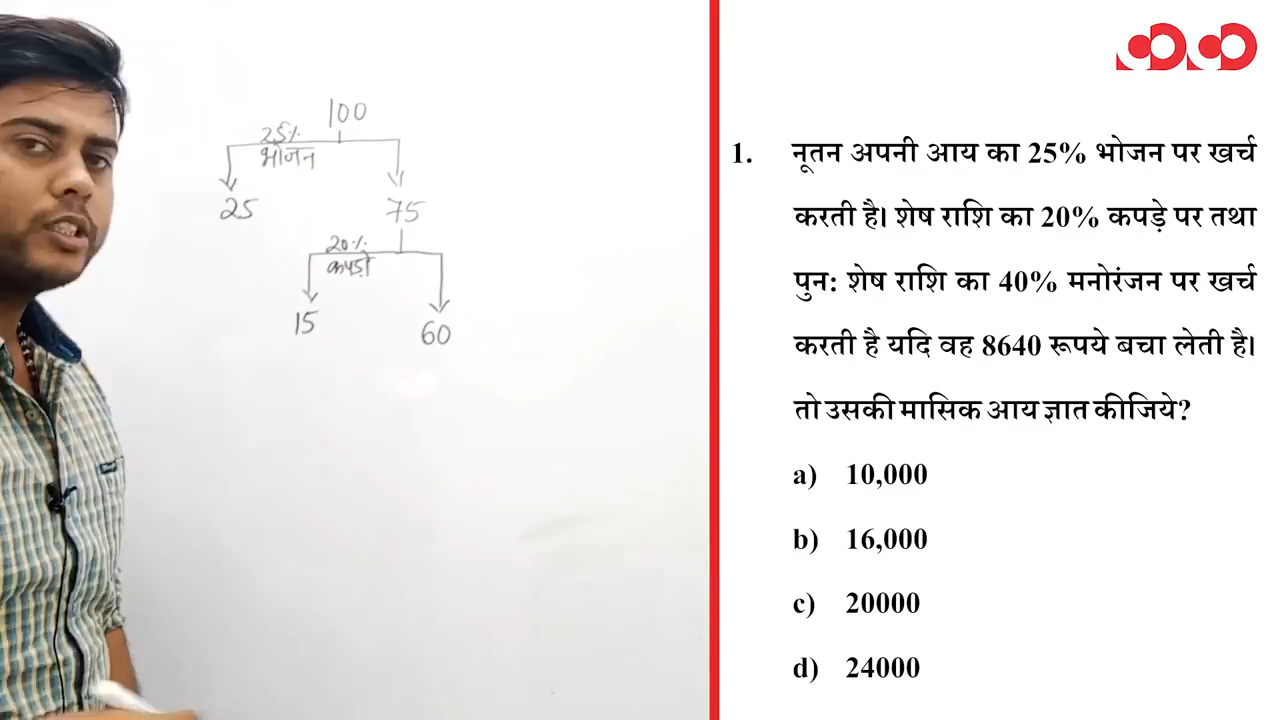 100
25%
भोजन
25
75
20%
कपड़ो
15
60
1. नूतन अपनी आय का 25% भोजन पर खर्च
करती है। शेष राशि का 20% कपड़े पर तथा
पुन: शेष राशि का 40% मनोरंजन पर खर्च
करती है यदि वह 8640 रूपये बचा लेती है।
तो उसकी मासिक आय ज्ञात कीजिये?
a) 10,000
b) 16,000
c) 20000
d) 24000